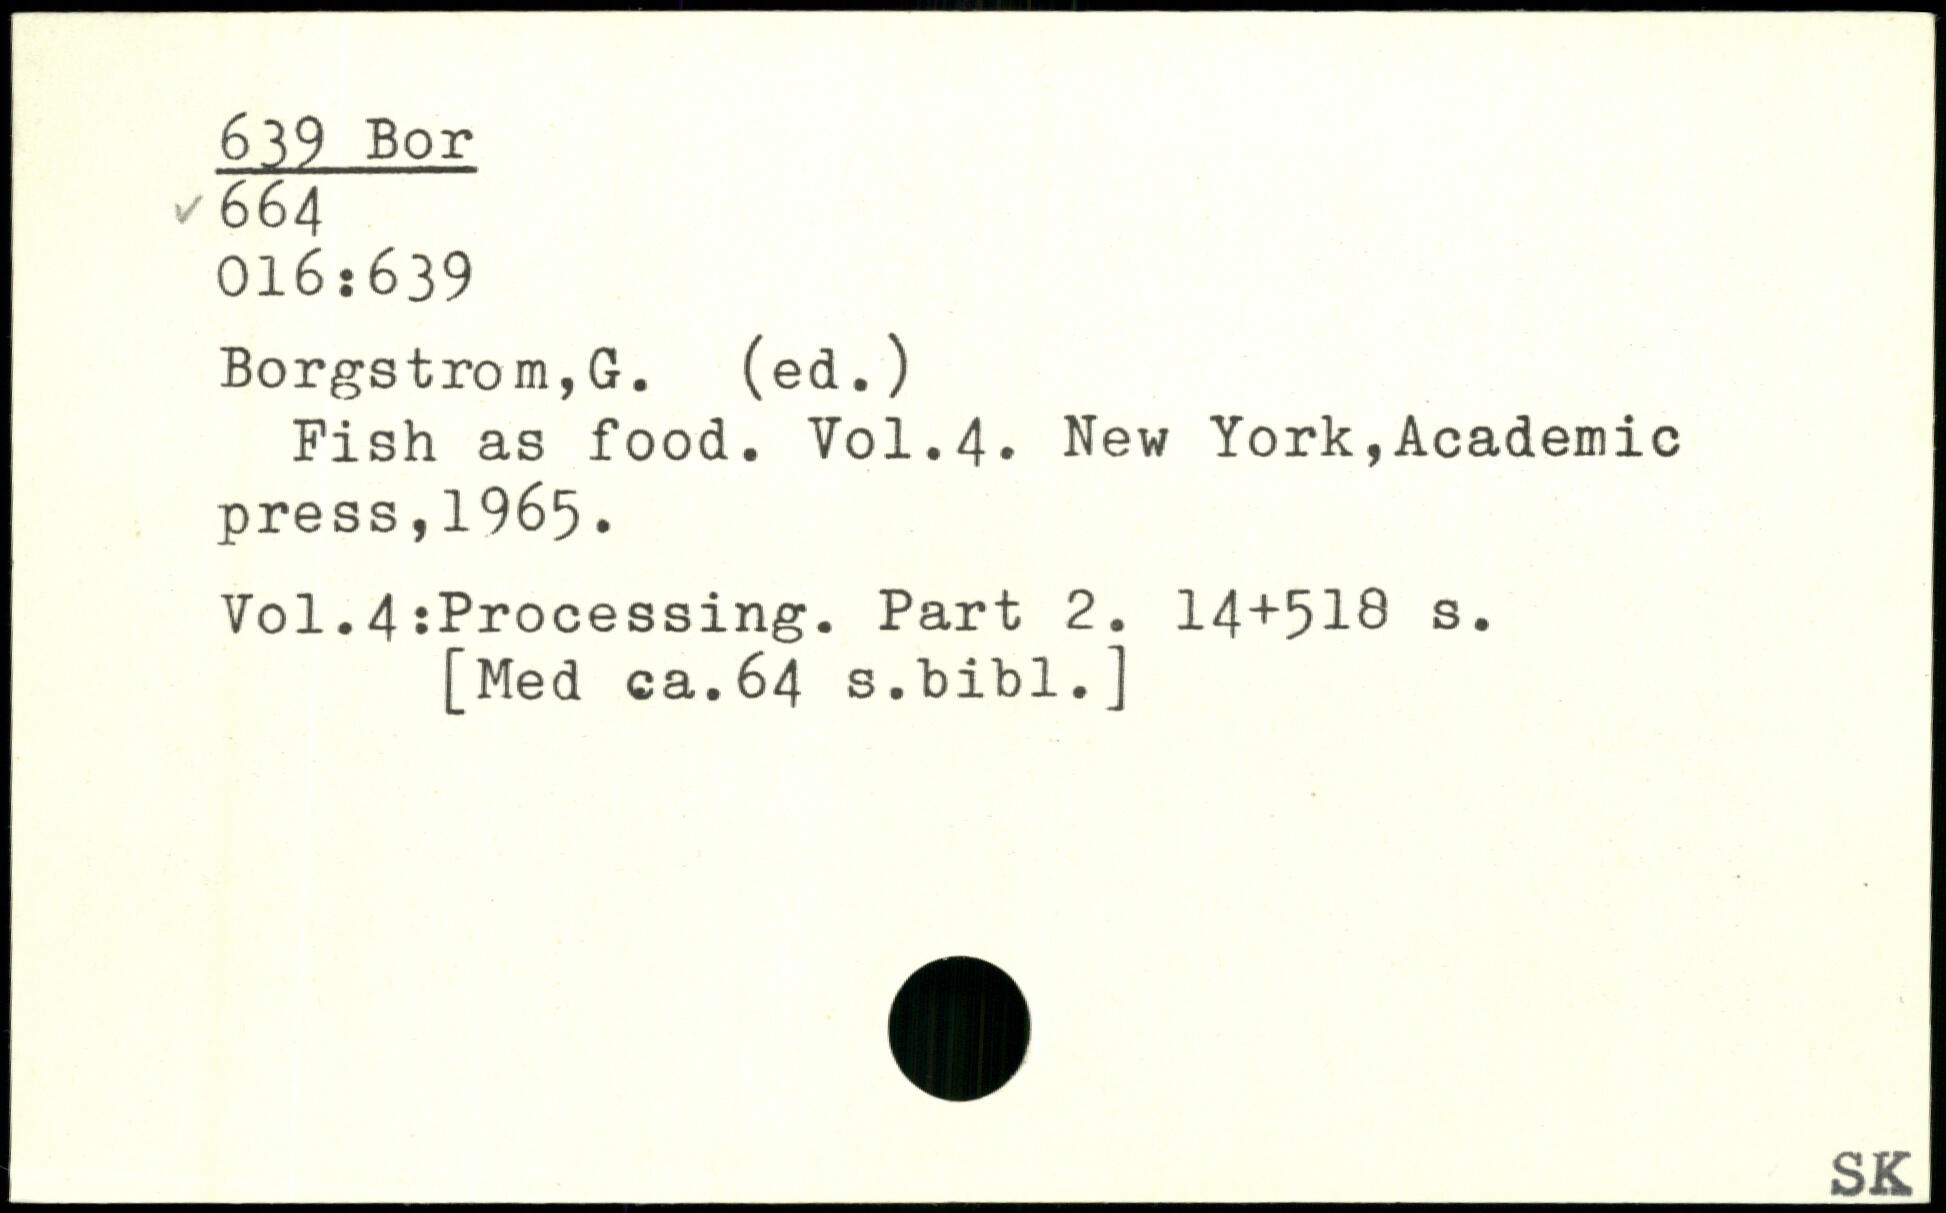 639 Bor
✓ 664
016:639
Borgstrom,G. (ed.)
Fish as food. Vol.4. New York,Academic
press,1965.
Vol.4:Processing. Part 2. 14+518 s.
[Med ca.64 s.bibl.]
SK